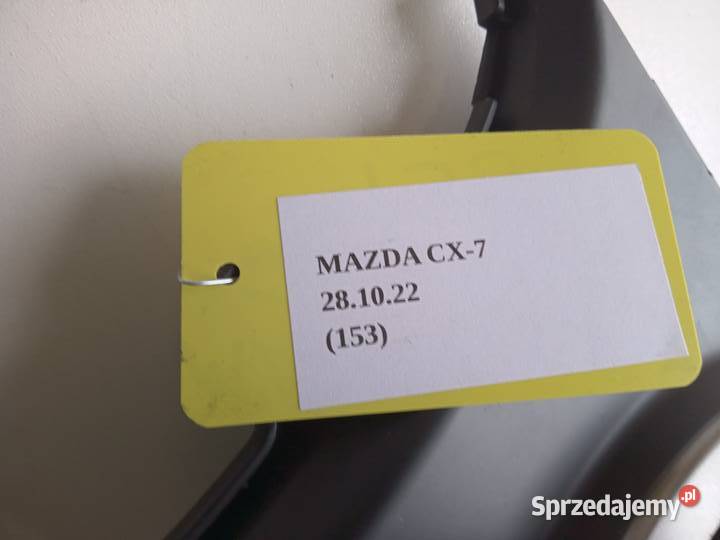 MAZDA CX-7
28.10.22
(153)
Sprzedajemy.pl